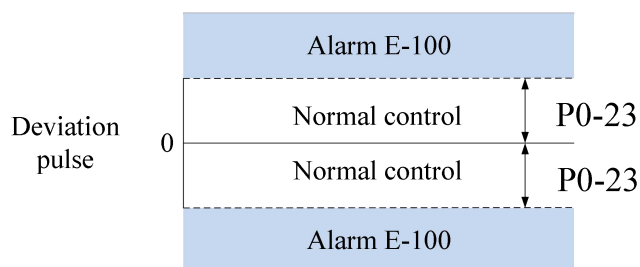 Alarm E-100
Normal control
P0-23
Deviation
pulse
0
Normal control
P0-23
Alarm E-100